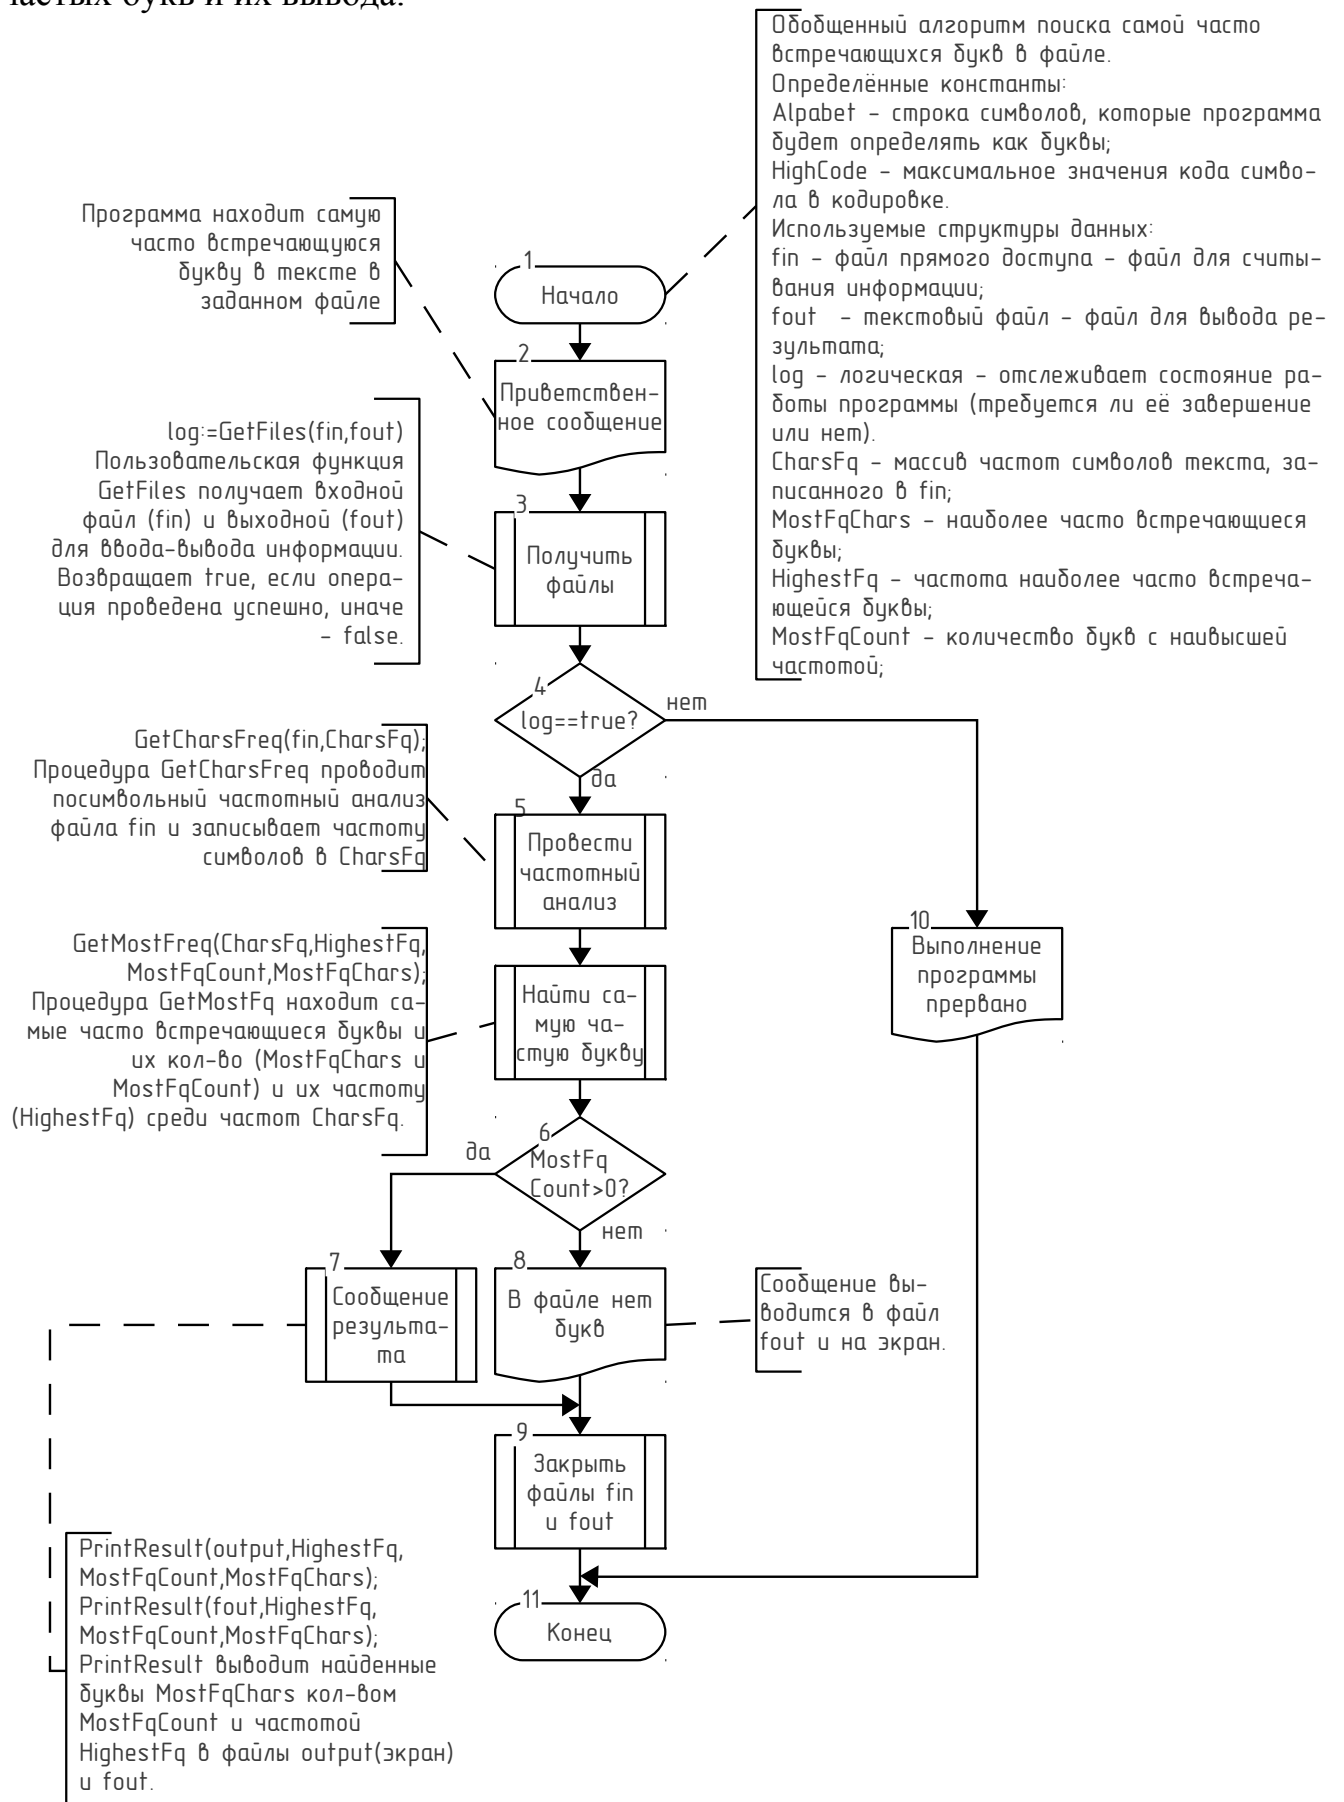 частых букв и их вывода.
Обобщенный алгоритм поиска самой часто
встречающихся букв в файле.
Определённые константы:
Alpabet – строка символов, которые программа
будет определять как буквы;
HighCode – максимальное значения кода симво–
ла в кодировке.
Используемые структуры данных:
fin – файл прямого доступа – файл для считы–
вания информации;
fout – текстовый файл – файл для вывода ре–
зультата;
log – логическая – отслеживает состояние ра–
боты программы (требуется ли её завершение
или нет).
CharsFq – массив частот символов текста, за–
писанного в fin;
MostFqChars – наиболее часто встречающиеся
буквы;
HighestFq – частота наиболее часто встреча–
ющейся буквы;
MostFqCount – количество букв с наивысшей
частотой;
Программа находит самую
часто встречающуюся
букву в тексте в
заданном файле
1
Начало
2
Приветствен–
ное сообщение
log:=GetFiles(fin,fout)
Пользовательская функция
GetFiles получает входной
файл (fin) и выходной (fout)
для ввода–вывода информации.
Возвращает true, если опера–
ция проведена успешно, иначе
– false.
3
Получить
файлы
4
log==true?
нет
да
GetCharsFreq(fin,CharsFq);
Процедура GetCharsFreq проводит
посимвольный частотный анализ
файла fin и записывает частоту
символов в CharsFq
5
Провести
частотный
анализ
10
Выполнение
программы
прервано
GetMostFreq(CharsFq,HighestFq,
MostFqCount,MostFqChars);
Процедура GetMostFq находит са–
мые часто встречающиеся буквы и
их кол–во (MostFqChars и
MostFqCount) и их частоту
(HighestFq) среди частот CharsFq.
Найти са–
мую ча–
стую букву
6
MostFq
Count>0?
да
нет
7
Сообщение
результа–
та
8
В файле нет
букв
Сообщение вы–
водится в файл
fout и на экран.
9
Закрыть
файлы fin
и fout
11
Конец
PrintResult(output,HighestFq,
MostFqCount,MostFqChars);
PrintResult(fout,HighestFq,
MostFqCount,MostFqChars);
PrintResult выводит найденные
буквы MostFqChars кол–вом
MostFqCount и частотой
HighestFq в файлы output(экран)
и fout.